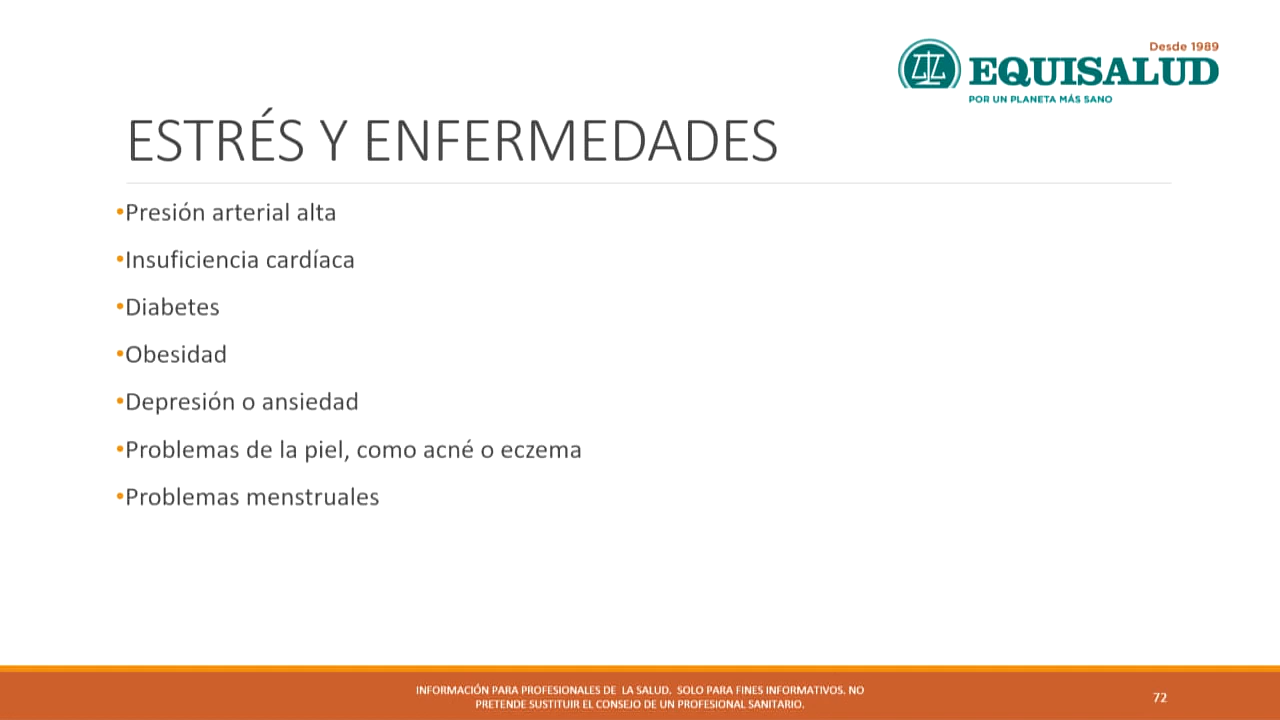 Desde 1989
EQUISALUD
POR UN PLANETA MÁS SANO
ESTRÉS Y ENFERMEDADES
•Presión arterial alta
•Insuficiencia cardíaca
•Diabetes
•Obesidad
•Depresión o ansiedad
•Problemas de la piel, como acné o eczema
•Problemas menstruales
INFORMACIÓN PARA PROFESIONALES DE LA SALUD. SOLO PARA FINES INFORMATIVOS. NO
PRETENDE SUSTITUIR EL CONSEJO DE UN PROFESIONAL SANITARIO.
72